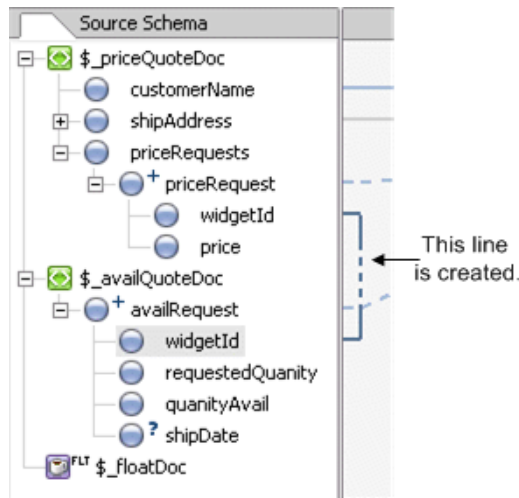 Source Schema
$_priceQuoteDoc
customerName
shipAddress
priceRequests
+ priceRequest
widgetId
price
This line
is created.
$_availQuoteDoc
+ availRequest
widgetId
requestedQuanity
quanityAvail
? shipDate
FLT $_floatDoc